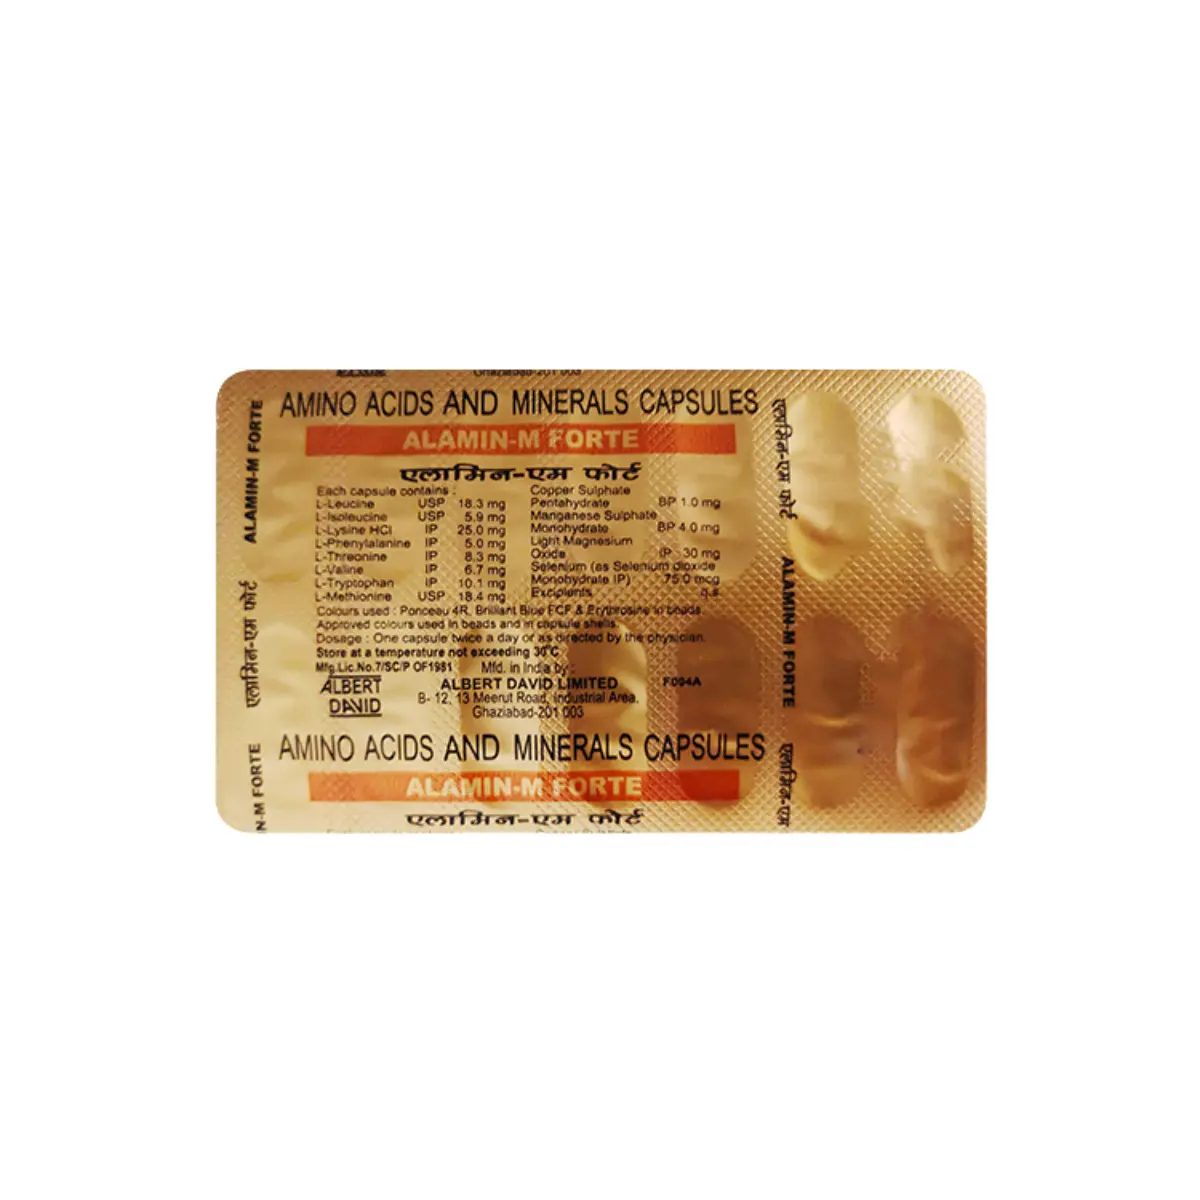 Ghaziabad-201 003
AMINO ACIDS AND MINERALS CAPSULES
ALAMIN-M FORTE
एलामिन-एम फोर्ट
Each capsule contains :
L-Leucine USP 18.3 mg
L-Isoleucine USP 5.9 mg
L-Lysine HCl IP 25.0 mg
L-Phenylalanine IP 5.0 mg
L-Threonine IP 8.3 mg
L-Valine IP 6.7 mg
L-Tryptophan IP 10.1 mg
L-Methionine USP 18.4 mg
Copper Sulphate
Pentahydrate BP 1.0 mg
Manganese Sulphate
Monohydrate BP 4.0 mg
Light Magnesium
Oxide IP 30 mg
Selenium (as Selenium dioxide
Monohydrate IP) 75.0 mcg
Excipients q.s
Colours used : Ponceau 4R, Brilliant Blue FCF & Erythrosine in beads
Approved colours used in beads and in capsule shells.
Dosage : One capsule twice a day or as directed by the physician.
Store at a temperature not exceeding 30°C
Mfg.Lic.No.7/SC/P OF1981 Mfd. in India by :
ALBERT
DAVID
ALBERT DAVID LIMITED F094A
B- 12, 13 Meerut Road, Industrial Area,
Ghaziabad-201 003
AMINO ACIDS AND MINERALS CAPSULES
ALAMIN-M FORTE
एलामिन-एम फोर्ट
ALAMIN-M FORTE
एलामिन-एम फोर्ट
N-M FORTE
एलामिन-एम फोर्ट
ALAMIN-M FORTE
एलामिन-एम